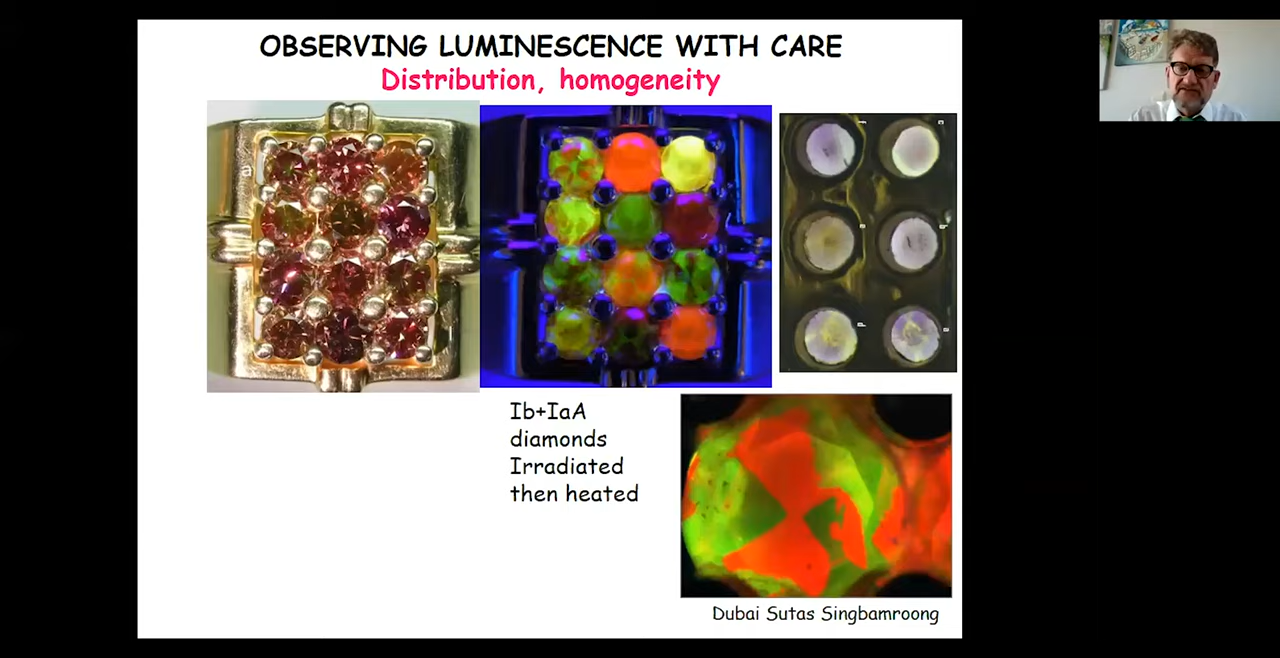 OBSERVING LUMINESCENCE WITH CARE
Distribution, homogeneity
a
Ib+IaA
diamonds
Irradiated
then heated
Dubai Sutas Singbamroong